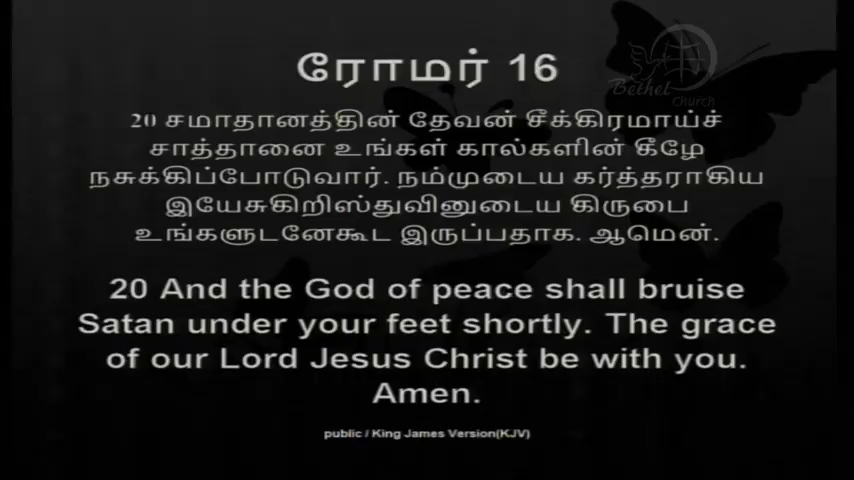 ரோமர் 16
Bethel
church
20 சமாதானத்தின் தேவன் சீக்கிரமாய்ச்
சாத்தானை உங்கள் கால்களின் கீழே
நசுக்கிப்போடுவார். நம்முடைய கர்த்தராகிய
இயேசுகிறிஸ்துவினுடைய கிருபை
உங்களுடனேகூட இருப்பதாக. ஆமென்.
20 And the God of peace shall bruise
Satan under your feet shortly. The grace
of our Lord Jesus Christ be with you.
Amen.
public / King James Version(KJV)